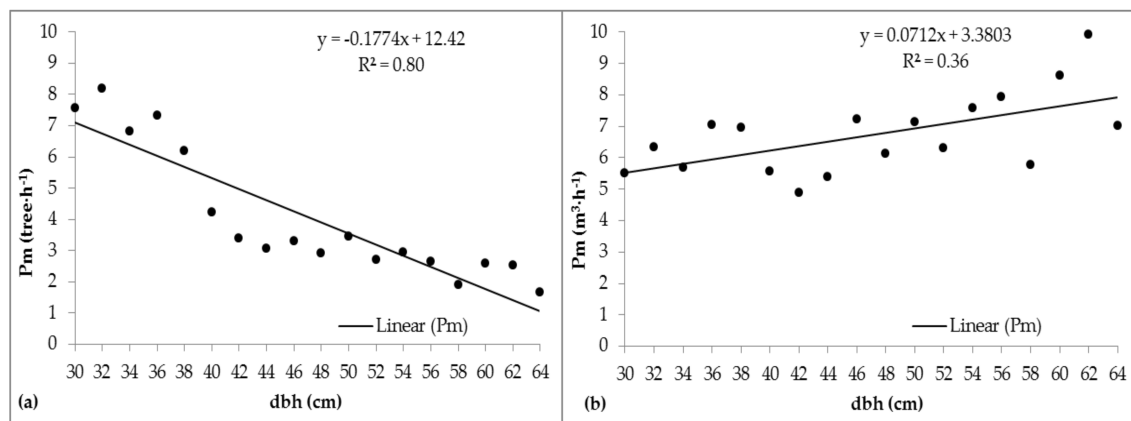 10
9
8
7
6
5
4
3
2
1
0
Pm (tree·h⁻¹)
y = -0.1774x + 12.42
R² = 0.80
Linear (Pm)
30 32 34 36 38 40 42 44 46 48 50 52 54 56 58 60 62 64
(a)
dbh (cm)
10
9
8
7
6
5
4
3
2
1
0
Pm (m³·h⁻¹)
y = 0.0712x + 3.3803
R² = 0.36
Linear (Pm)
30 32 34 36 38 40 42 44 46 48 50 52 54 56 58 60 62 64
(b)
dbh (cm)